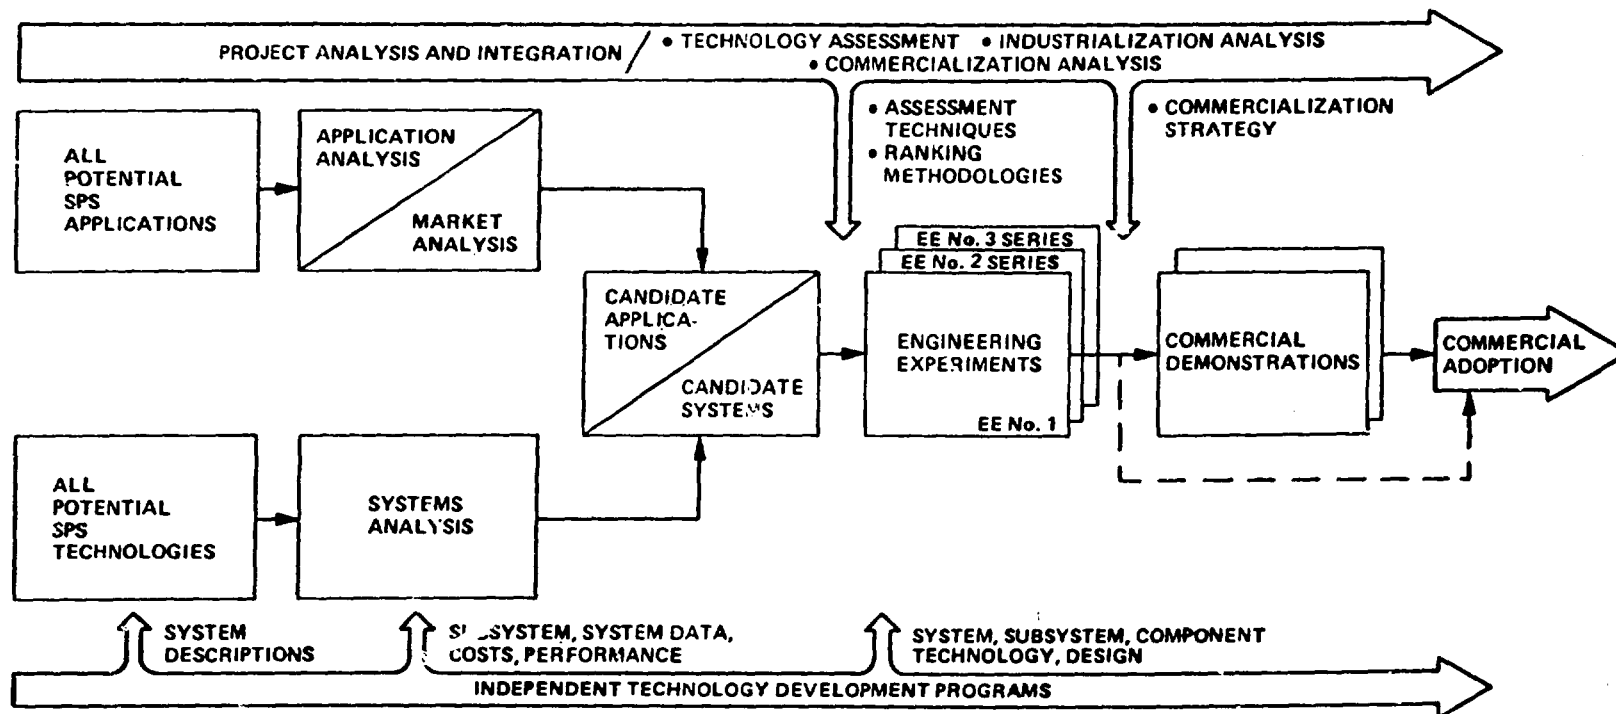 PROJECT ANALYSIS AND INTEGRATION / • TECHNOLOGY ASSESSMENT • INDUSTRIALIZATION ANALYSIS
• COMMERCIALIZATION ANALYSIS
• ASSESSMENT
TECHNIQUES
• RANKING
METHODOLOGIES
• COMMERCIALIZATION
STRATEGY
ALL
POTENTIAL
SPS
APPLICATIONS
APPLICATION
ANALYSIS
MARKET
ANALYSIS
CANDIDATE
APPLICA-
TIONS
CANDIDATE
SYSTEMS
EE No. 3 SERIES
EE No. 2 SERIES
ENGINEERING
EXPERIMENTS
EE No. 1
COMMERCIAL
DEMONSTRATIONS
COMMERCIAL
ADOPTION
ALL
POTENTIAL
SPS
TECHNOLOGIES
SYSTEMS
ANALYSIS
SYSTEM
DESCRIPTIONS
SYSTEM DATA,
COSTS, PERFORMANCE
SYSTEM, SUBSYSTEM, COMPONENT
TECHNOLOGY, DESIGN
INDEPENDENT TECHNOLOGY DEVELOPMENT PROGRAMS